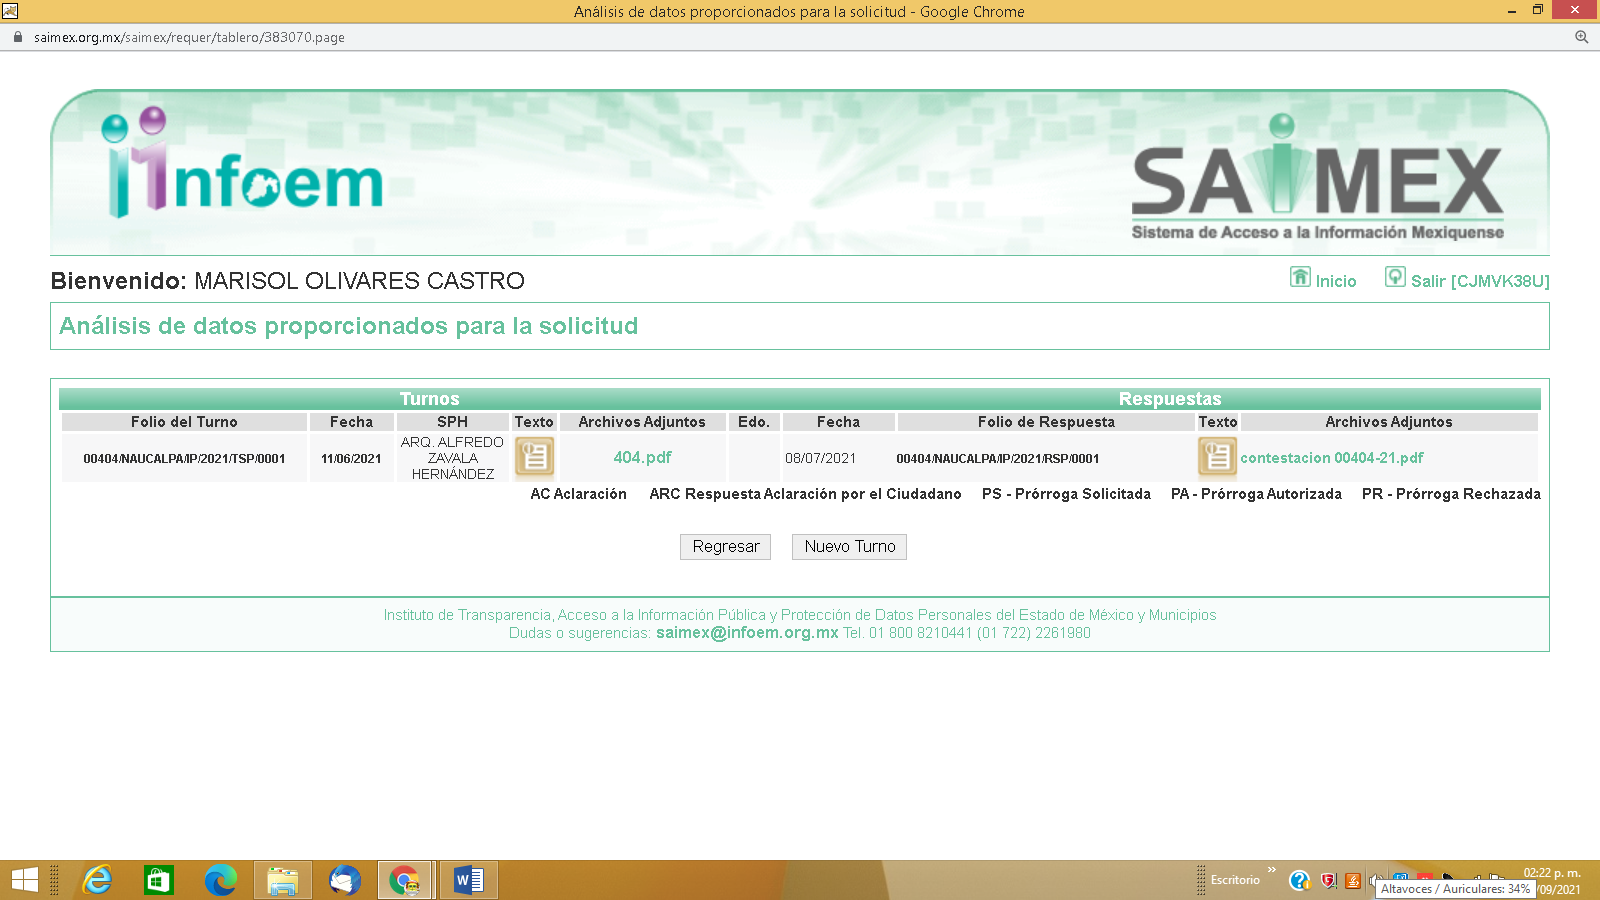 Análisis de datos proporcionados para la solicitud - Google Chrome
saimex.org.mx/saimex/requer/tablero/383070.page
infoem
SAIMEX
Sistema de Acceso a la Información Mexiquense
Bienvenido: MARISOL OLIVARES CASTRO
Inicio
Salir [CJMVK38U]
Análisis de datos proporcionados para la solicitud
Turnos
Respuestas
Folio del Turno
Fecha
SPH
Texto
Archivos Adjuntos
Edo.
Fecha
Folio de Respuesta
Texto
Archivos Adjuntos
00404/NAUCALPA/IP/2021/TSP/0001
11/06/2021
ARQ. ALFREDO
ZAVALA
HERNÁNDEZ
404.pdf
08/07/2021
00404/NAUCALPA/IP/2021/RSP/0001
contestacion 00404-21.pdf
AC Aclaración
ARC Respuesta Aclaración por el Ciudadano
PS - Prórroga Solicitada
PA - Prórroga Autorizada
PR - Prórroga Rechazada
Regresar
Nuevo Turno
Instituto de Transparencia, Acceso a la Información Pública y Protección de Datos Personales del Estado de México y Municipios
Dudas o sugerencias: saimex@infoem.org.mx Tel. 01 800 8210441 (01 722) 2261980
Escritorio
02:22 p. m.
/09/2021
Altavoces / Auriculares: 34%